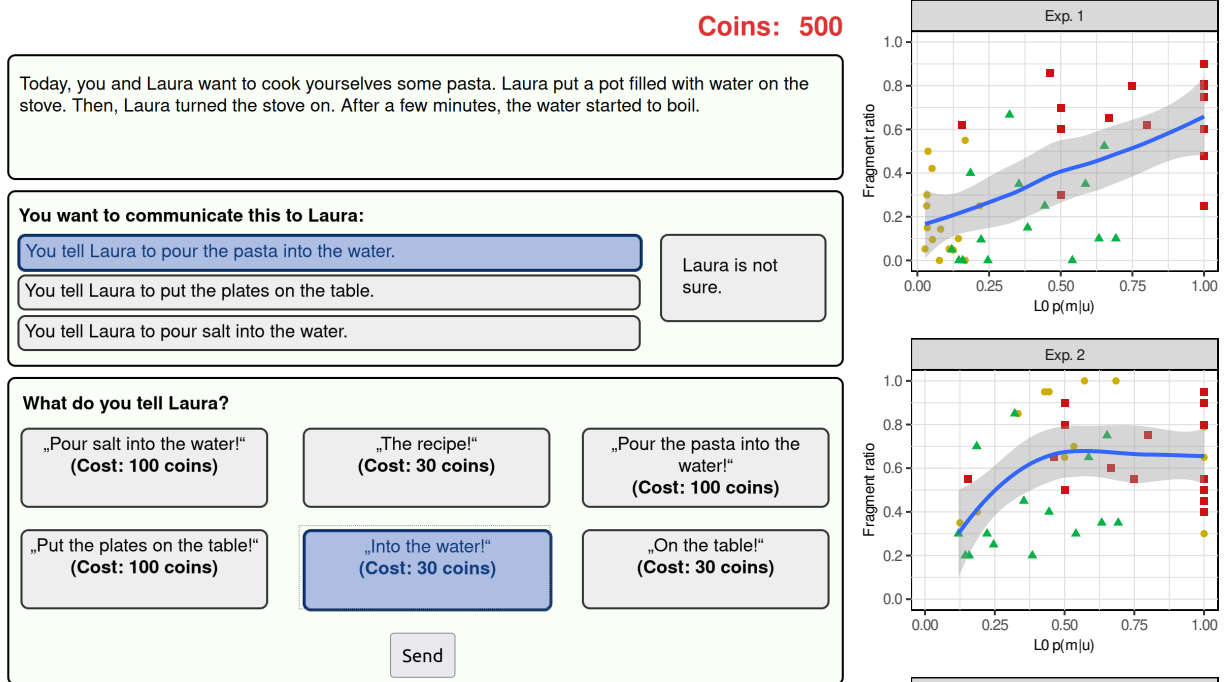 Coins: 500
Today, you and Laura want to cook yourselves some pasta. Laura put a pot filled with water on the
stove. Then, Laura turned the stove on. After a few minutes, the water started to boil.
You want to communicate this to Laura:
You tell Laura to pour the pasta into the water.
You tell Laura to put the plates on the table.
You tell Laura to pour salt into the water.
Laura is not
sure.
What do you tell Laura?
„Pour salt into the water!“
(Cost: 100 coins)
„The recipe!“
(Cost: 30 coins)
„Pour the pasta into the
water!“
(Cost: 100 coins)
„Put the plates on the table!“
(Cost: 100 coins)
„Into the water!“
(Cost: 30 coins)
„On the table!“
(Cost: 30 coins)
Send
Exp. 1
Fragment ratio
1.0
0.8
0.6
0.4
0.2
0.0
0.00 0.25 0.50 0.75 1.00
L0 p(m|u)
Exp. 2
Fragment ratio
1.0
0.8
0.6
0.4
0.2
0.0
0.00 0.25 0.50 0.75 1.00
L0 p(m|u)